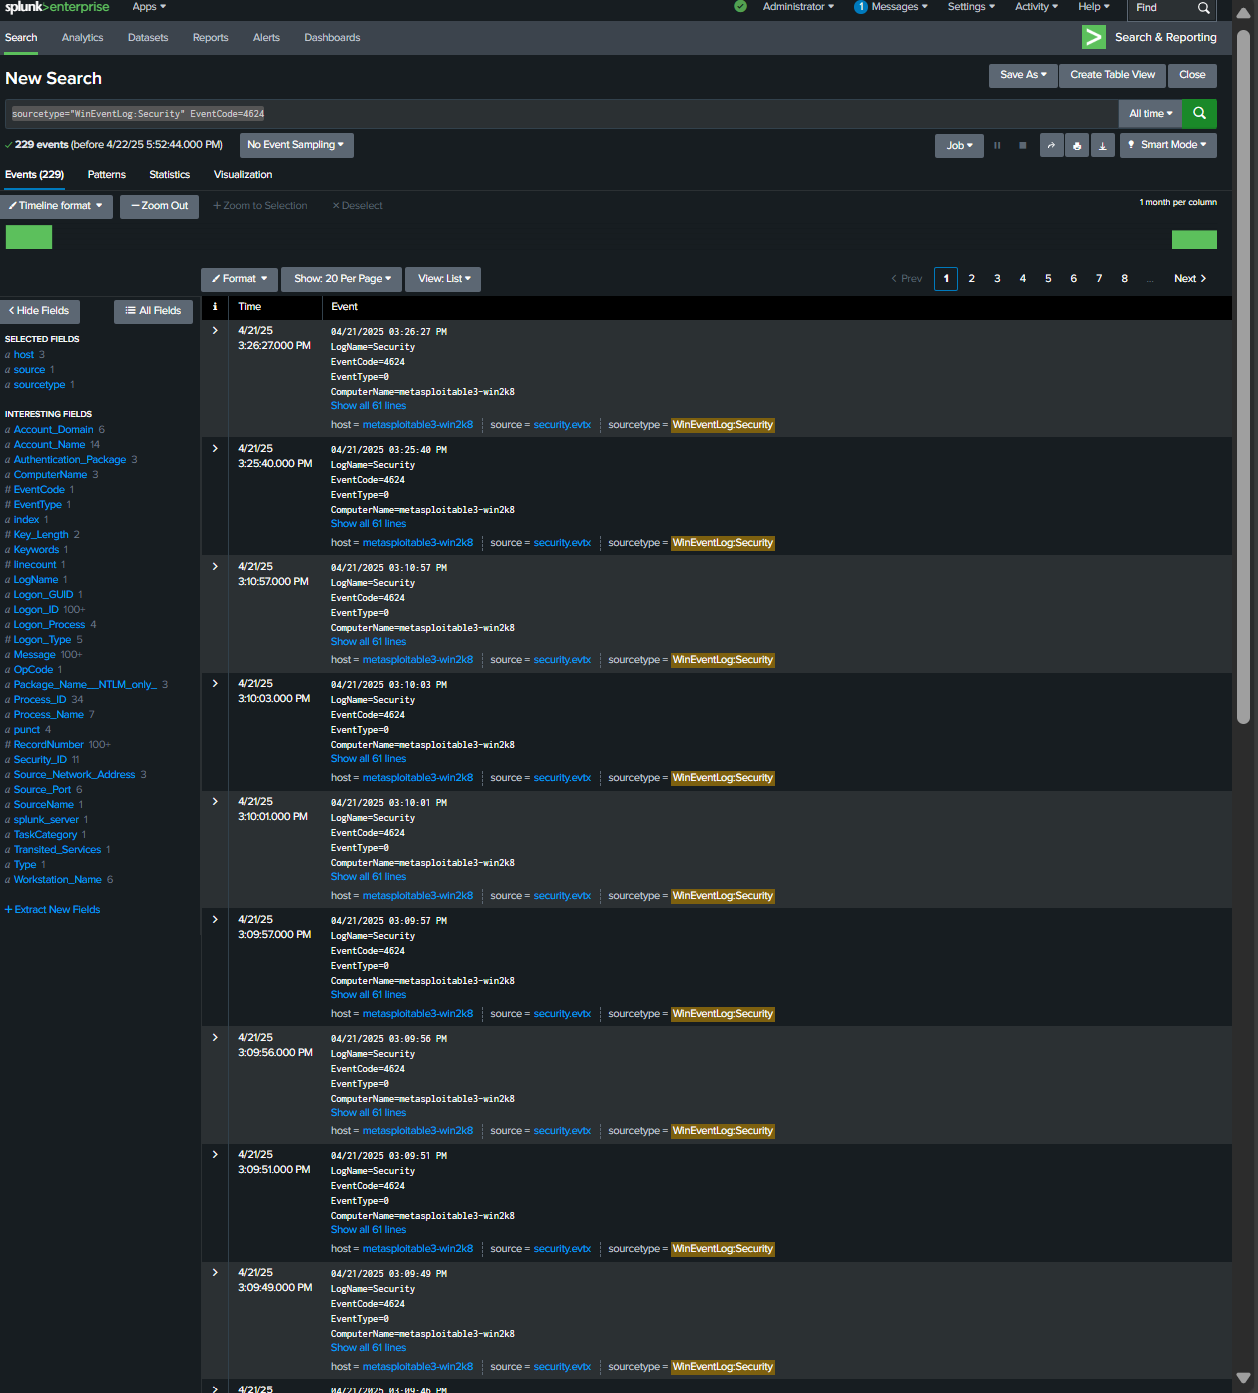 splunk>enterprise Apps Administrator 1 Messages Settings Activity Help Find
Search Analytics Datasets Reports Alerts Dashboards > Search & Reporting
New Search Save As Create Table View Close
sourcetype="WinEventLog:Security" EventCode=4624 All time
229 events (before 4/22/25 5:52:44.000 PM) No Event Sampling Job Smart Mode
Events (229) Patterns Statistics Visualization
Timeline format — Zoom Out + Zoom to Selection × Deselect 1 month per column
Format Show: 20 Per Page View: List < Prev 1 2 3 4 5 6 7 8 ... Next >
< Hide Fields All Fields
SELECTED FIELDS
a host 3
a source 1
a sourcetype 1
INTERESTING FIELDS
a Account_Domain 6
a Account_Name 14
a Authentication_Package 3
a ComputerName 3
# EventCode 1
# EventType 1
a index 1
# Key_Length 2
a Keywords 1
# linecount 1
a LogName 1
a Logon_GUID 1
a Logon_ID 100+
a Logon_Process 4
# Logon_Type 5
a Message 100+
a OpCode 1
a Package_Name__NTLM_only_ 3
a Process_ID 34
a Process_Name 7
a punct 4
# RecordNumber 100+
a Security_ID 11
a Source_Network_Address 3
a Source_Port 6
a SourceName 1
a splunk_server 1
a TaskCategory 1
a Transited_Services 1
a Type 1
a Workstation_Name 6
+ Extract New Fields
i Time Event
> 4/21/25 04/21/2025 03:26:27 PM
3:26:27.000 PM LogName=Security
EventCode=4624
EventType=0
ComputerName=metasploitable3-win2k8
Show all 61 lines
host = metasploitable3-win2k8 source = security.evtx sourcetype = WinEventLog:Security
> 4/21/25 04/21/2025 03:25:40 PM
3:25:40.000 PM LogName=Security
EventCode=4624
EventType=0
ComputerName=metasploitable3-win2k8
Show all 61 lines
host = metasploitable3-win2k8 source = security.evtx sourcetype = WinEventLog:Security
> 4/21/25 04/21/2025 03:10:57 PM
3:10:57.000 PM LogName=Security
EventCode=4624
EventType=0
ComputerName=metasploitable3-win2k8
Show all 61 lines
host = metasploitable3-win2k8 source = security.evtx sourcetype = WinEventLog:Security
> 4/21/25 04/21/2025 03:10:03 PM
3:10:03.000 PM LogName=Security
EventCode=4624
EventType=0
ComputerName=metasploitable3-win2k8
Show all 61 lines
host = metasploitable3-win2k8 source = security.evtx sourcetype = WinEventLog:Security
> 4/21/25 04/21/2025 03:10:01 PM
3:10:01.000 PM LogName=Security
EventCode=4624
EventType=0
ComputerName=metasploitable3-win2k8
Show all 61 lines
host = metasploitable3-win2k8 source = security.evtx sourcetype = WinEventLog:Security
> 4/21/25 04/21/2025 03:09:57 PM
3:09:57.000 PM LogName=Security
EventCode=4624
EventType=0
ComputerName=metasploitable3-win2k8
Show all 61 lines
host = metasploitable3-win2k8 source = security.evtx sourcetype = WinEventLog:Security
> 4/21/25 04/21/2025 03:09:56 PM
3:09:56.000 PM LogName=Security
EventCode=4624
EventType=0
ComputerName=metasploitable3-win2k8
Show all 61 lines
host = metasploitable3-win2k8 source = security.evtx sourcetype = WinEventLog:Security
> 4/21/25 04/21/2025 03:09:51 PM
3:09:51.000 PM LogName=Security
EventCode=4624
EventType=0
ComputerName=metasploitable3-win2k8
Show all 61 lines
host = metasploitable3-win2k8 source = security.evtx sourcetype = WinEventLog:Security
> 4/21/25 04/21/2025 03:09:49 PM
3:09:49.000 PM LogName=Security
EventCode=4624
EventType=0
ComputerName=metasploitable3-win2k8
Show all 61 lines
host = metasploitable3-win2k8 source = security.evtx sourcetype = WinEventLog:Security
> 4/21/25 04/21/2025 03:09:46 PM